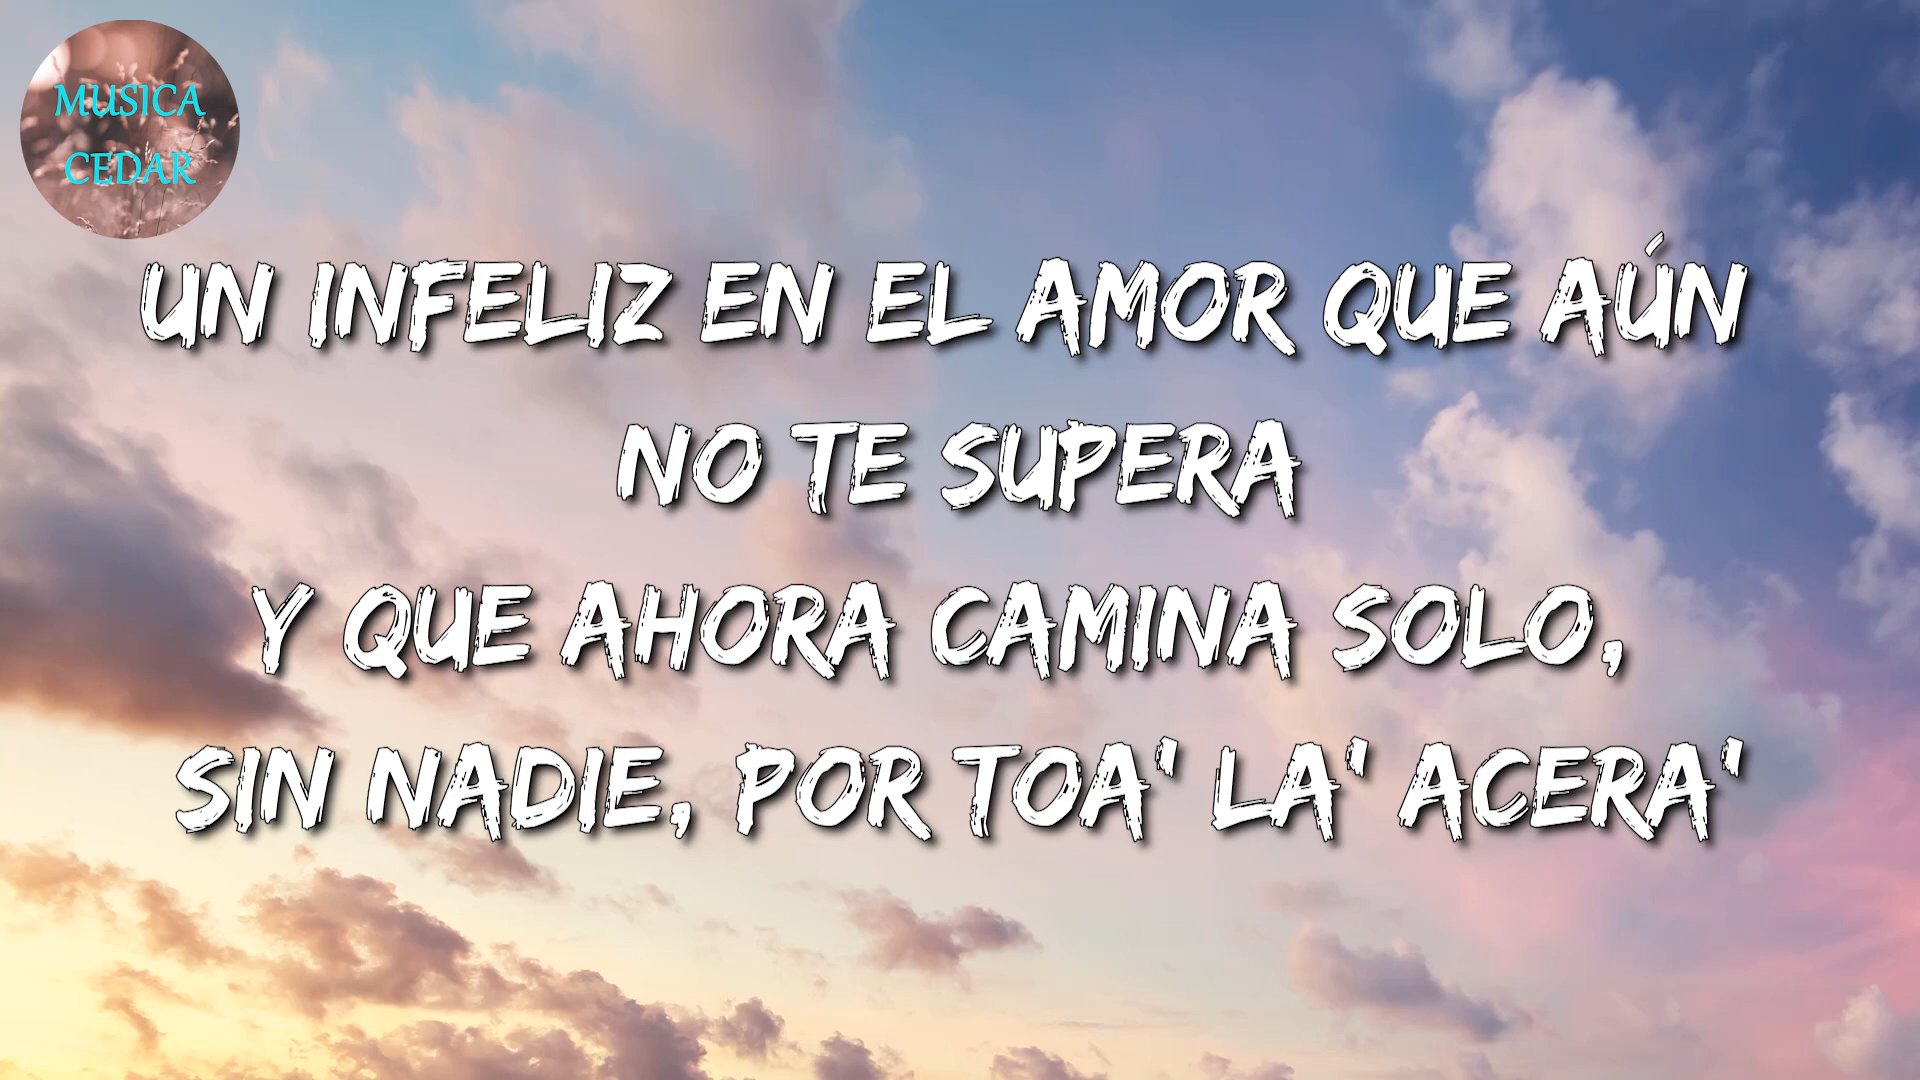 MUSICA
CEDAR
UN INFELIZ EN EL AMOR QUE AÚN
NO TE SUPERA
Y QUE AHORA CAMINA SOLO,
SIN NADIE, POR TOA' LA' ACERA'